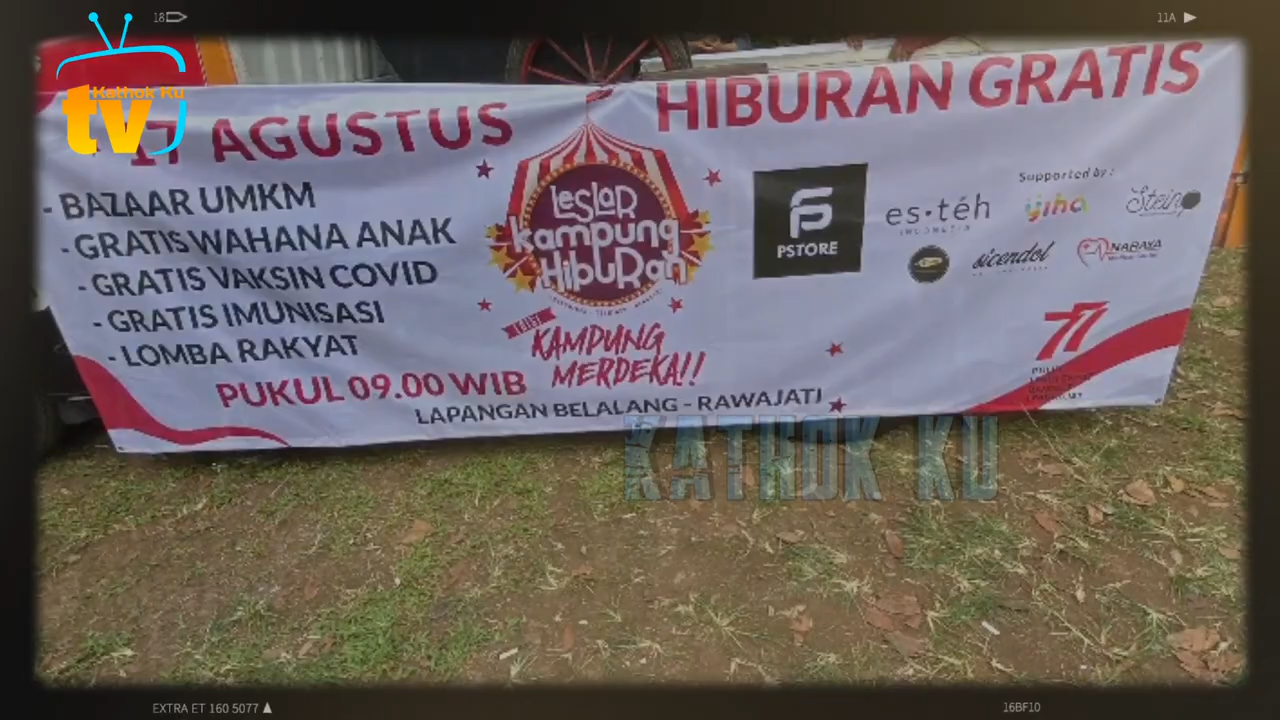 18
11A
Kathok Ku
tv
17 AGUSTUS
HIBURAN GRATIS
- BAZAAR UMKM
- GRATIS WAHANA ANAK
- GRATIS VAKSIN COVID
- GRATIS IMUNISASI
- LOMBA RAKYAT
PUKUL 09.00 WIB
LAPANGAN BELALANG - RAWAJATI
LESLAR
Kampung
HibuRan
KAMPUNG
MERDEKA!!
PSTORE
Supported by :
es•téh
INDONESIA
yiha
Stein
sicendol
NABAYA
77
KATHOK KU
EXTRA ET 160 5077
16BF10